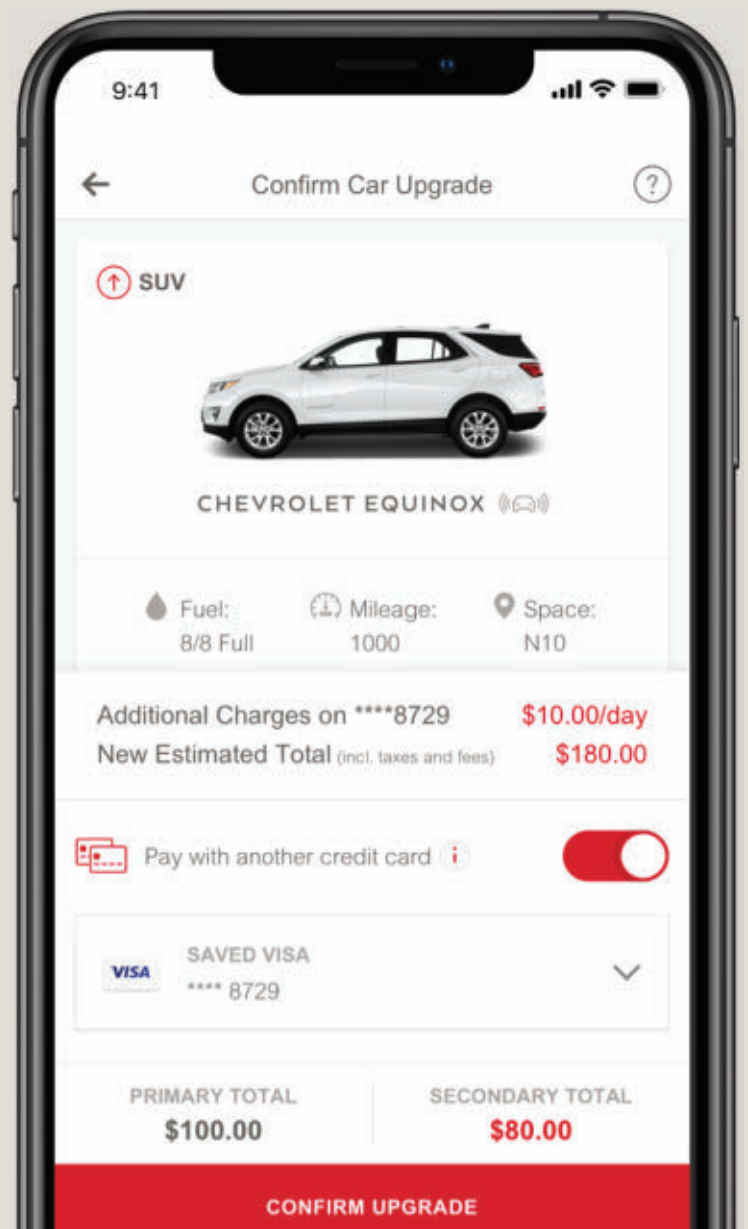 9:41
Confirm Car Upgrade
?
SUV
CHEVROLET EQUINOX
Fuel: Mileage: Space:
8/8 Full 1000 N10
Additional Charges on ****8729 $10.00/day
New Estimated Total (incl. taxes and fees) $180.00
Pay with another credit card i
SAVED VISA
VISA
**** 8729
PRIMARY TOTAL SECONDARY TOTAL
$100.00 $80.00
CONFIRM UPGRADE